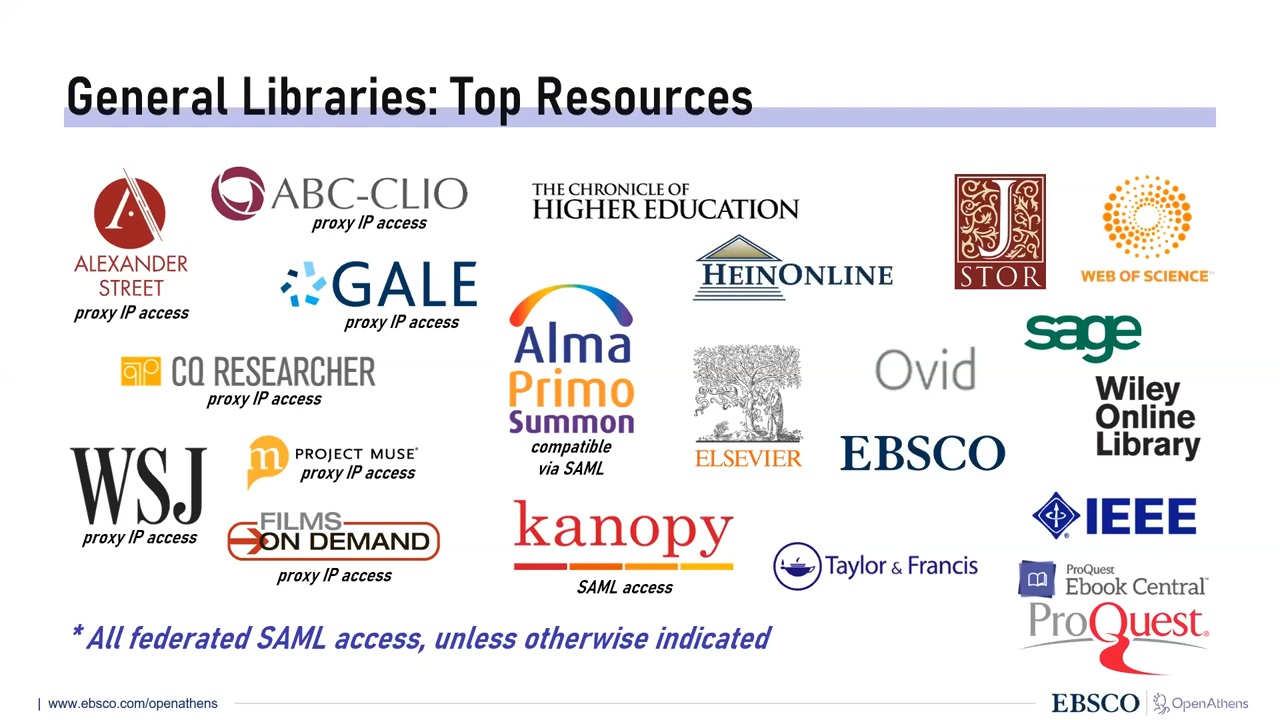 General Libraries: Top Resources
A
ALEXANDER
STREET
proxy IP access
ABC-CLIO
proxy IP access
THE CHRONICLE OF
HIGHER EDUCATION
HEINONLINE
J
STOR
WEB OF SCIENCE™
GALE
proxy IP access
Alma
Primo
Summon
compatible
via SAML
sage
CQ RESEARCHER
proxy IP access
ELSEVIER
Ovid
Wiley
Online
Library
EBSCO
WSJ
proxy IP access
m
PROJECT MUSE®
proxy IP access
FILMS
ON DEMAND
proxy IP access
kanopy
SAML access
Taylor & Francis
IEEE
ProQuest
Ebook Central™
ProQuest®
* All federated SAML access, unless otherwise indicated
| www.ebsco.com/openathens
EBSCO | OpenAthens